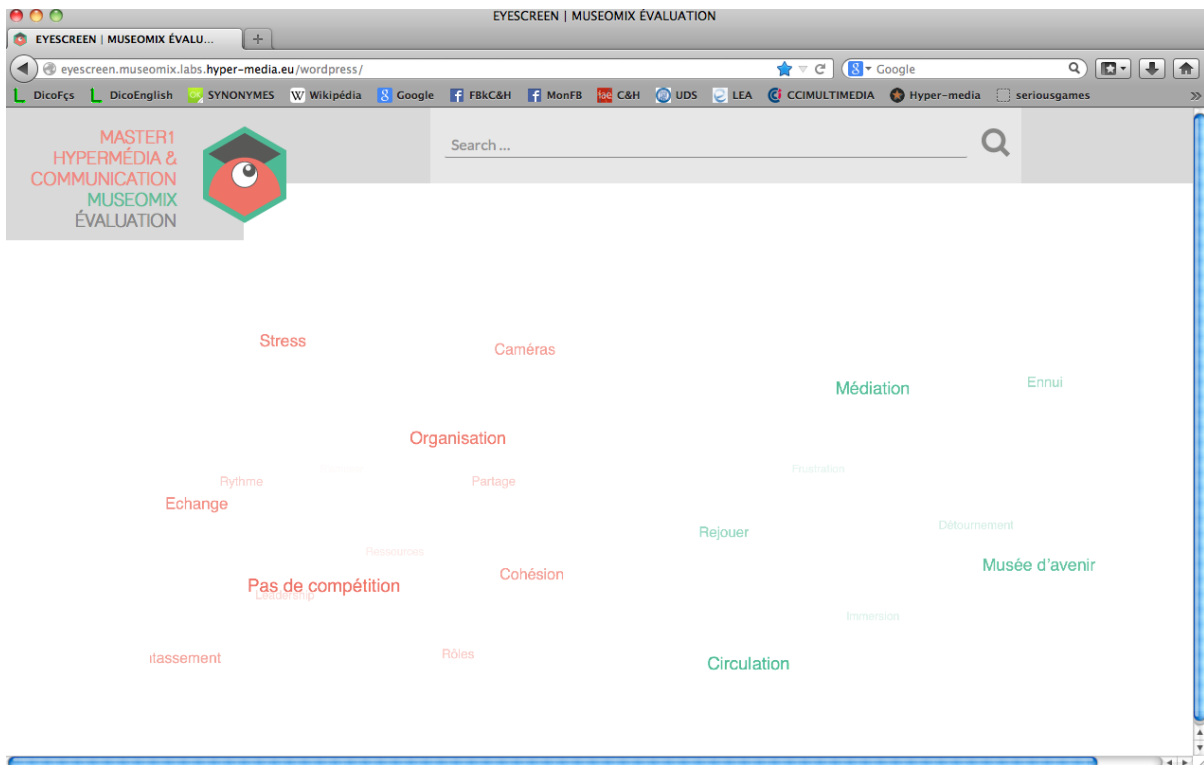 EYESCREEN | MUSEOMIX ÉVALUATION
EYESCREEN | MUSEOMIX ÉVALU...
eyescreen.museomix.labs.hyper-media.eu/wordpress/
Google
DicoFçs DicoEnglish SYNONYMES Wikipédia Google FBkC&H MonFB C&H UDS LEA CCIMULTIMEDIA Hyper-media seriousgames
MASTER1
HYPERMÉDIA &
COMMUNICATION
MUSEOMIX
ÉVALUATION
Search ...
Stress
Caméras
Médiation
Ennui
Organisation
Rythme
Partage
Frustration
Echange
Rejouer
Détournement
Ressources
Musée d'avenir
Cohésion
Pas de compétition
Leadership
Immersion
Rôles
ntassement
Circulation